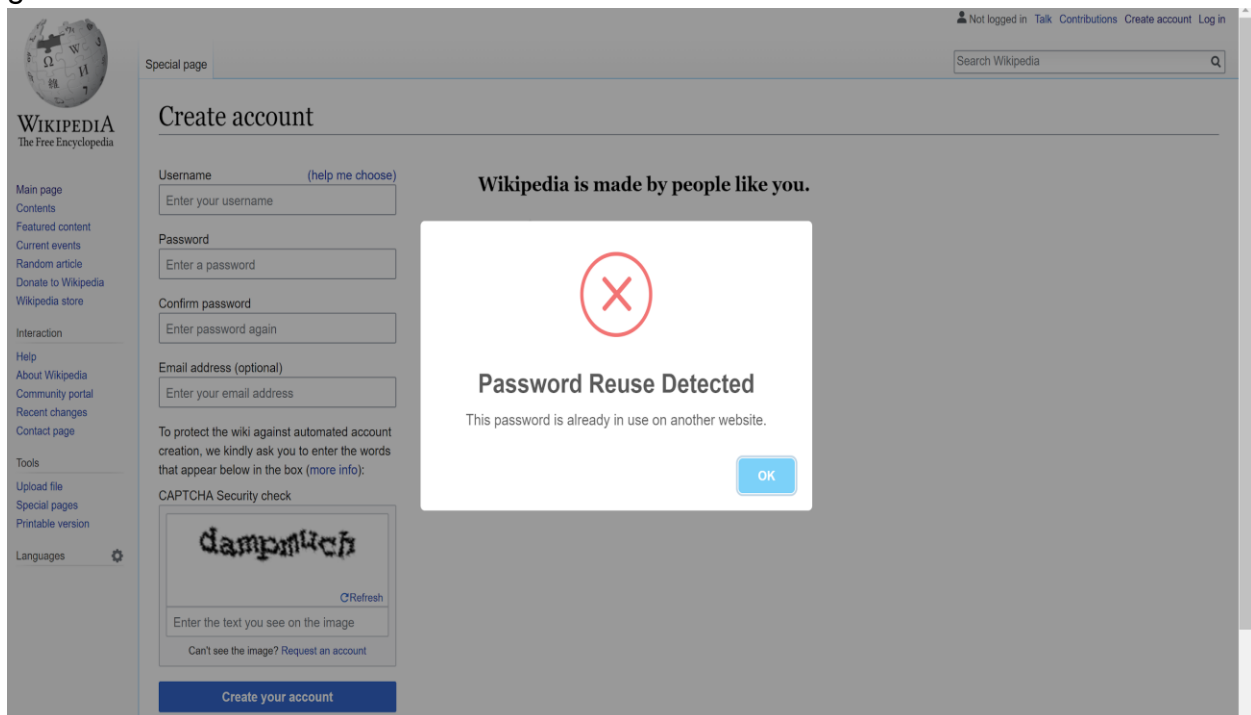 Not logged in Talk Contributions Create account Log in
Special page
Search Wikipedia
WIKIPEDIA
The Free Encyclopedia
Main page
Contents
Featured content
Current events
Random article
Donate to Wikipedia
Wikipedia store
Interaction
Help
About Wikipedia
Community portal
Recent changes
Contact page
Tools
Upload file
Special pages
Printable version
Languages
Create account
Username (help me choose)
Enter your username
Password
Enter a password
Confirm password
Enter password again
Email address (optional)
Enter your email address
To protect the wiki against automated account
creation, we kindly ask you to enter the words
that appear below in the box (more info):
CAPTCHA Security check
dampmuch
Refresh
Enter the text you see on the image
Can't see the image? Request an account
Create your account
Wikipedia is made by people like you.
Password Reuse Detected
This password is already in use on another website.
OK